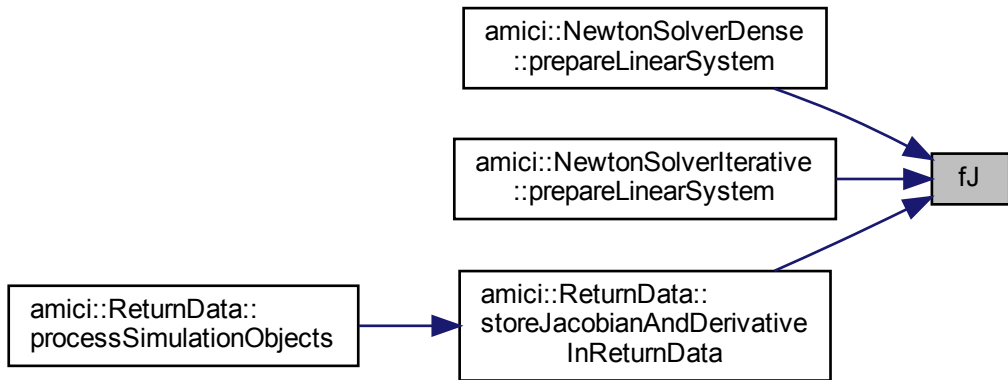 amici::NewtonSolverDense
::prepareLinearSystem
amici::NewtonSolverIterative
::prepareLinearSystem
fJ
amici::ReturnData::
processSimulationObjects
amici::ReturnData::
storeJacobianAndDerivative
InReturnData